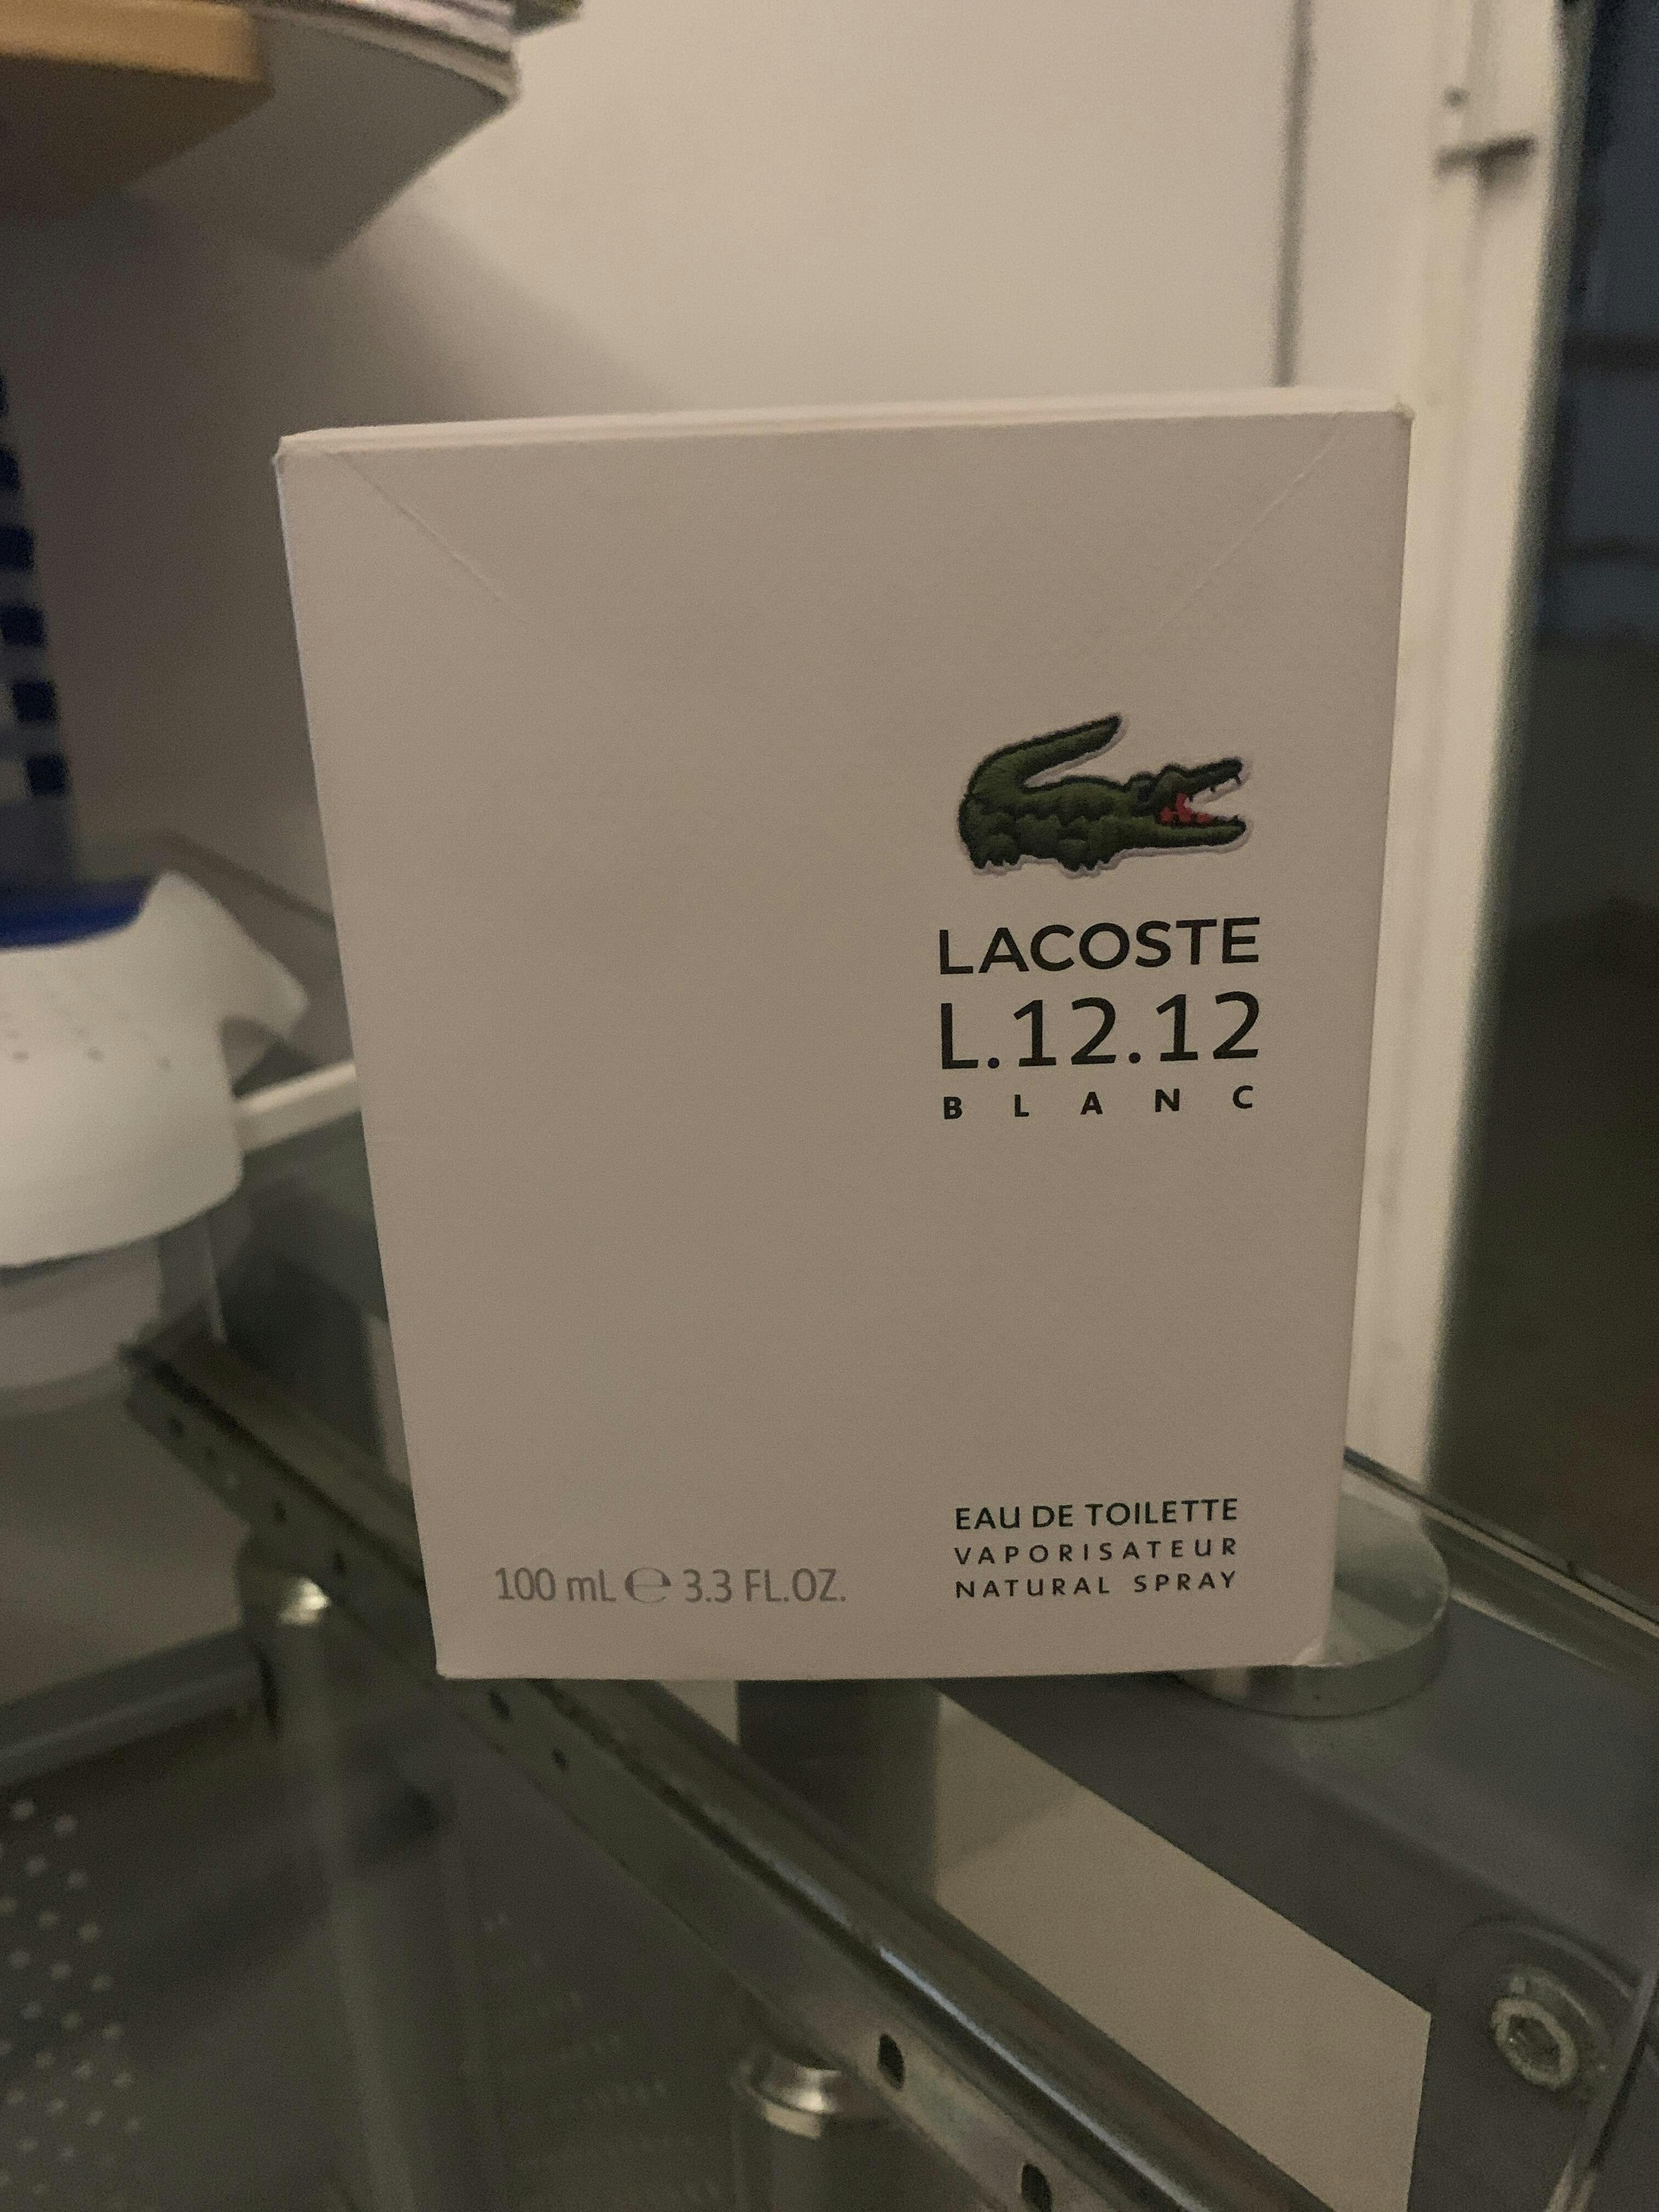 LACOSTE
L.12.12
BLANC
EAU DE TOILETTE
VAPORISATEUR
NATURAL SPRAY
100 mL ℮ 3.3 FL.OZ.